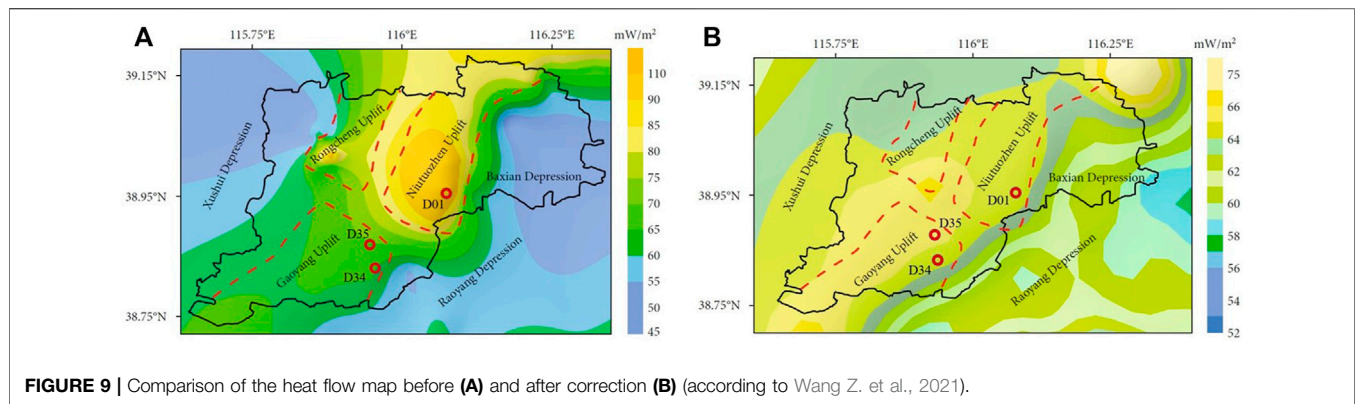 A
115.75°E
116°E
116.25°E
mW/m²
39.15°N
38.95°N
38.75°N
Xushui Depression
Rongcheng Uplift
Niutuozhen Uplift
Baxian Depression
D01
D35
Gaoyang Uplift
D34
Raoyang Depression
110
90
85
80
75
70
65
60
55
50
45
B
115.75°E
116°E
116.25°E
mW/m²
39.15°N
38.95°N
38.75°N
Xushui Depression
Rongcheng Uplift
Niutuozhen Uplift
Baxian Depression
D01
D35
Gaoyang Uplift
D34
Raoyang Depression
75
66
64
62
60
58
56
54
52
FIGURE 9 | Comparison of the heat flow map before (A) and after correction (B) (according to Wang Z. et al., 2021).